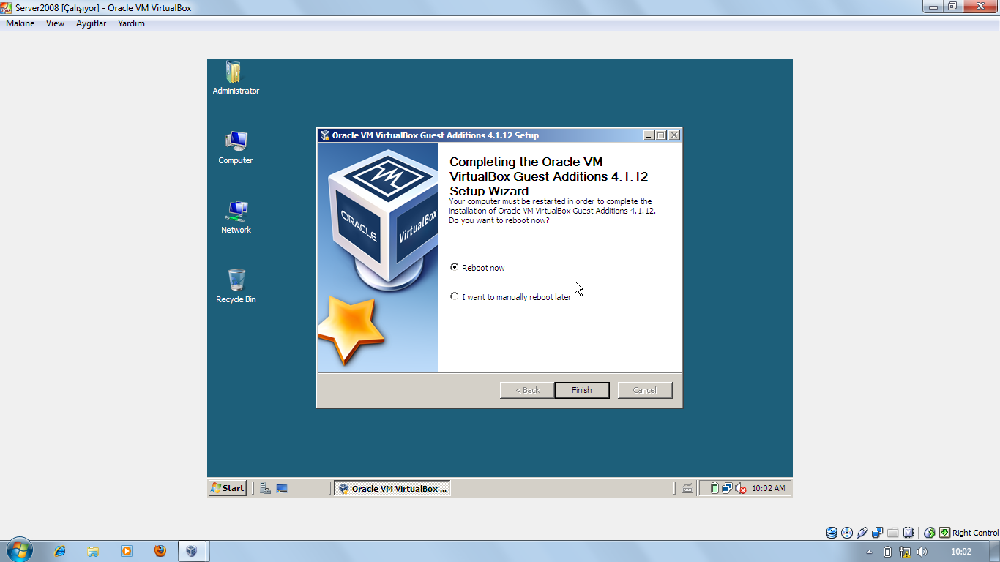 Server2008 [Çalışıyor] - Oracle VM VirtualBox
Makine View Aygıtlar Yardım
Administrator
Computer
Network
Recycle Bin
Oracle VM VirtualBox Guest Additions 4.1.12 Setup
ORACLE
VirtualBox
Completing the Oracle VM
VirtualBox Guest Additions 4.1.12
Setup Wizard
Your computer must be restarted in order to complete the
installation of Oracle VM VirtualBox Guest Additions 4.1.12.
Do you want to reboot now?
Reboot now
I want to manually reboot later
< Back Finish Cancel
Start Oracle VM VirtualBox ... 10:02 AM
Right Control
10:02